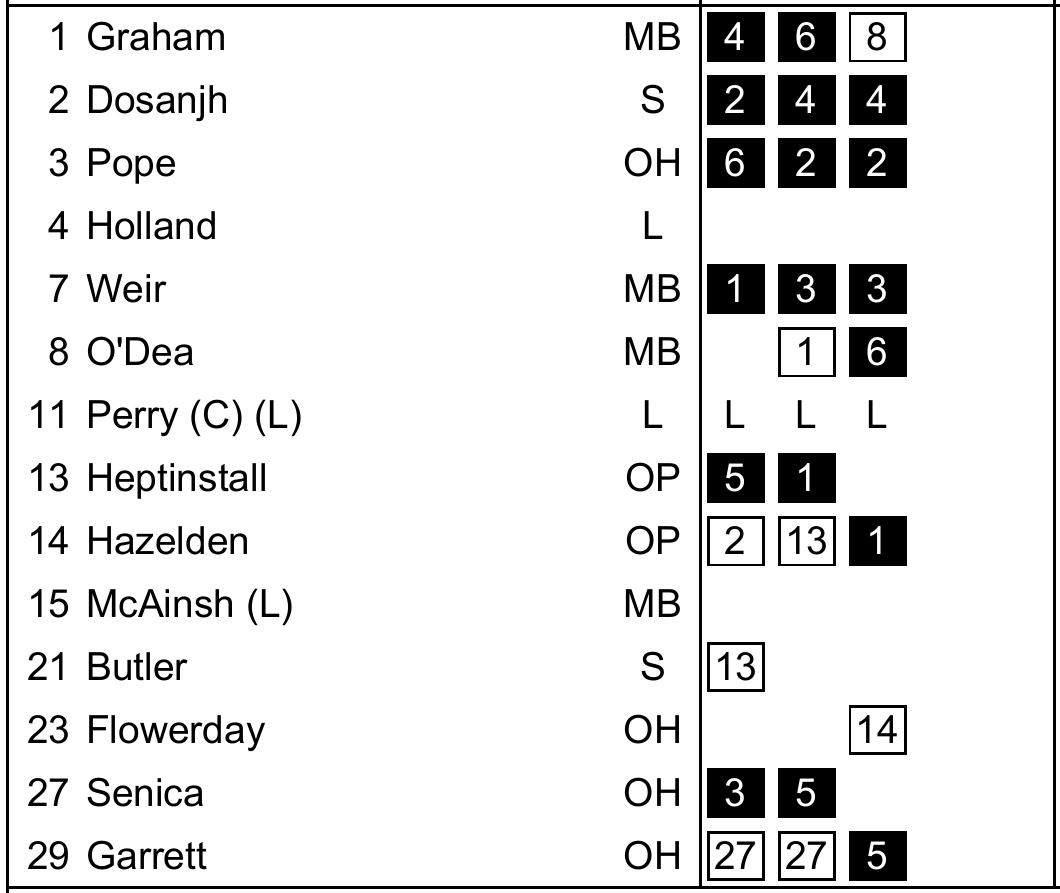 1 Graham MB 4 6 8
2 Dosanjh S 2 4 4
3 Pope OH 6 2 2
4 Holland L
7 Weir MB 1 3 3
8 O'Dea MB 1 6
11 Perry (C) (L) L L L L
13 Heptinstall OP 5 1
14 Hazelden OP 2 13 1
15 McAinsh (L) MB
21 Butler S 13
23 Flowerday OH 14
27 Senica OH 3 5
29 Garrett OH 27 27 5